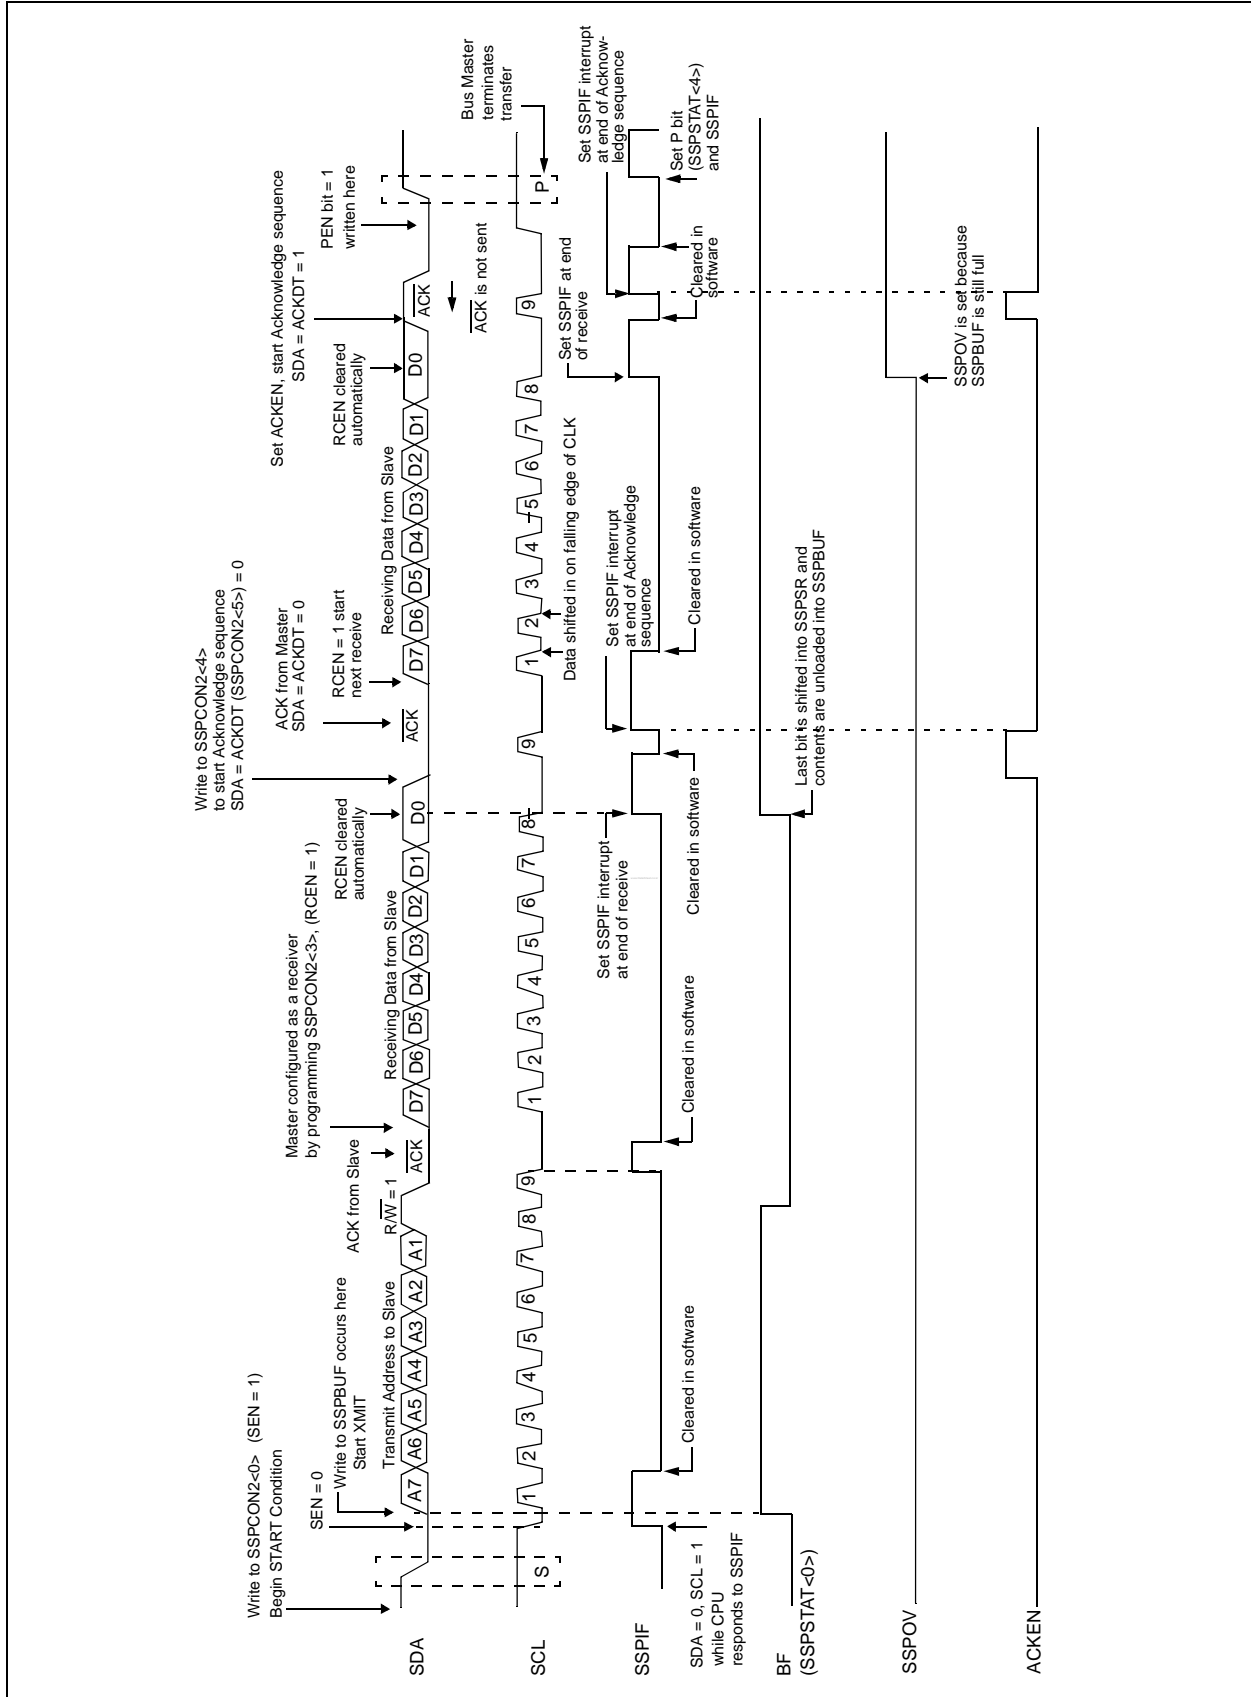 Write to SSPCON2<0> (SEN = 1)
Begin START Condition
SEN = 0
Write to SSPBUF occurs here
Start XMIT
Transmit Address to Slave
ACK from Slave
R/W = 1
Master configured as a receiver
by programming SSPCON2<3>, (RCEN = 1)
Receiving Data from Slave
RCEN cleared
automatically
Write to SSPCON2<4>
to start Acknowledge sequence
SDA = ACKDT (SSPCON2<5>) = 0
ACK from Master
SDA = ACKDT = 0
RCEN = 1 start
next receive
Receiving Data from Slave
RCEN cleared
automatically
Set ACKEN, start Acknowledge sequence
SDA = ACKDT = 1
PEN bit = 1
written here
SDA
A7 A6 A5 A4 A3 A2 A1
ACK
D7 D6 D5 D4 D3 D2 D1 D0
ACK
D7 D6 D5 D4 D3 D2 D1 D0
ACK
ACK is not sent
Bus Master
terminates
transfer
SCL
S
1 2 3 4 5 6 7 8 9
1 2 3 4 5 6 7 8 9
1 2 3 4 5 6 7 8 9
P
Data shifted in on falling edge of CLK
Set SSPIF at end
of receive
Set SSPIF interrupt
at end of Acknow-
ledge sequence
Set SSPIF interrupt
at end of receive
Set SSPIF interrupt
at end of Acknowledge
sequence
SSPIF
SDA = 0, SCL = 1
while CPU
responds to SSPIF
Cleared in software
Cleared in software
Cleared in software
Cleared in software
Cleared in
software
Set P bit
(SSPSTAT<4>)
and SSPIF
BF
(SSPSTAT<0>)
Last bit is shifted into SSPSR and
contents are unloaded into SSPBUF
SSPOV
SSPOV is set because
SSPBUF is still full
ACKEN